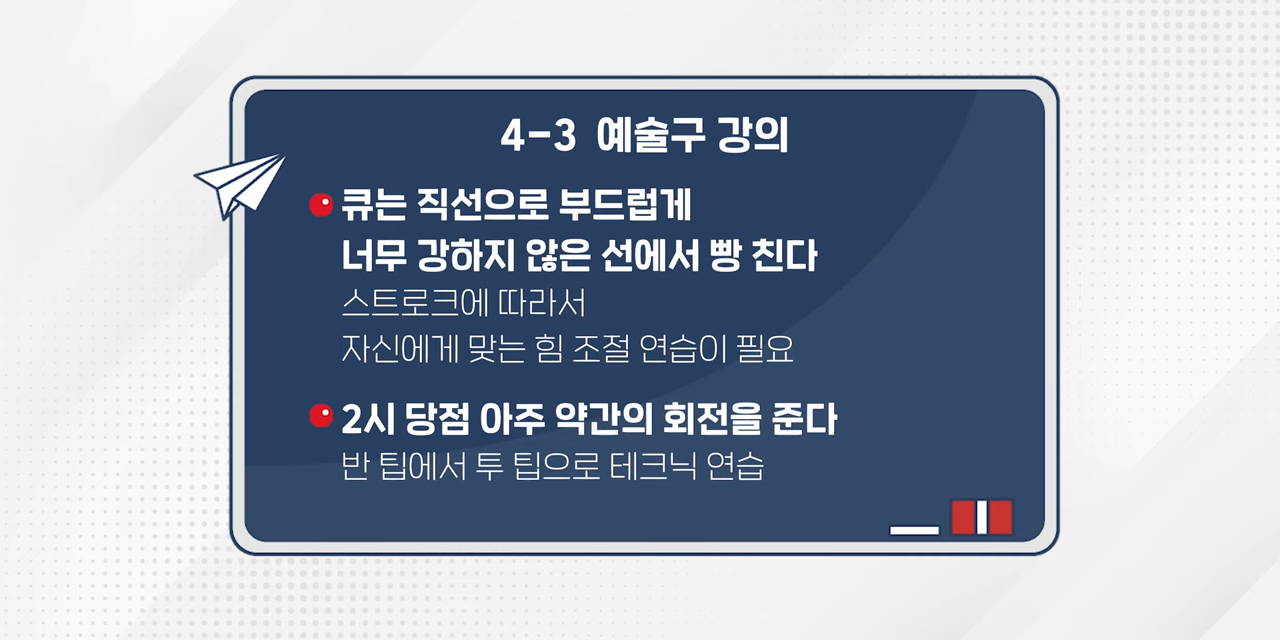 4-3 예술구 강의
큐는 직선으로 부드럽게
너무 강하지 않은 선에서 빵 친다
스트로크에 따라서
자신에게 맞는 힘 조절 연습이 필요
2시 당점 아주 약간의 회전을 준다
반 팁에서 투 팁으로 테크닉 연습